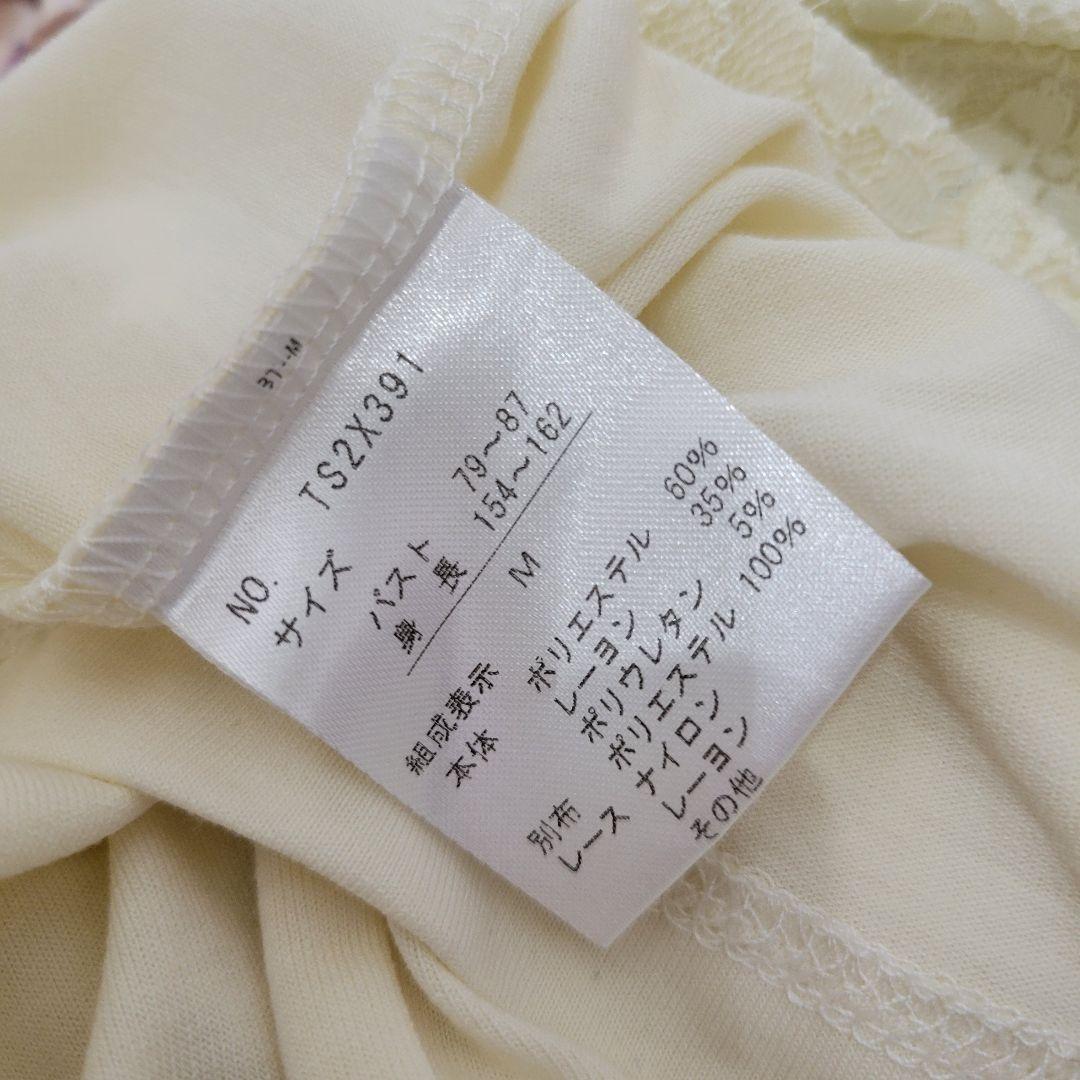 37--M
NO. TS2X391
サイズ
バスト 79～87
身長 154～162
M
組成表示
本体 ポリエステル 60%
レーヨン 35%
ポリウレタン 5%
別布 ポリエステル 100%
レース ナイロン
レーヨン
その他